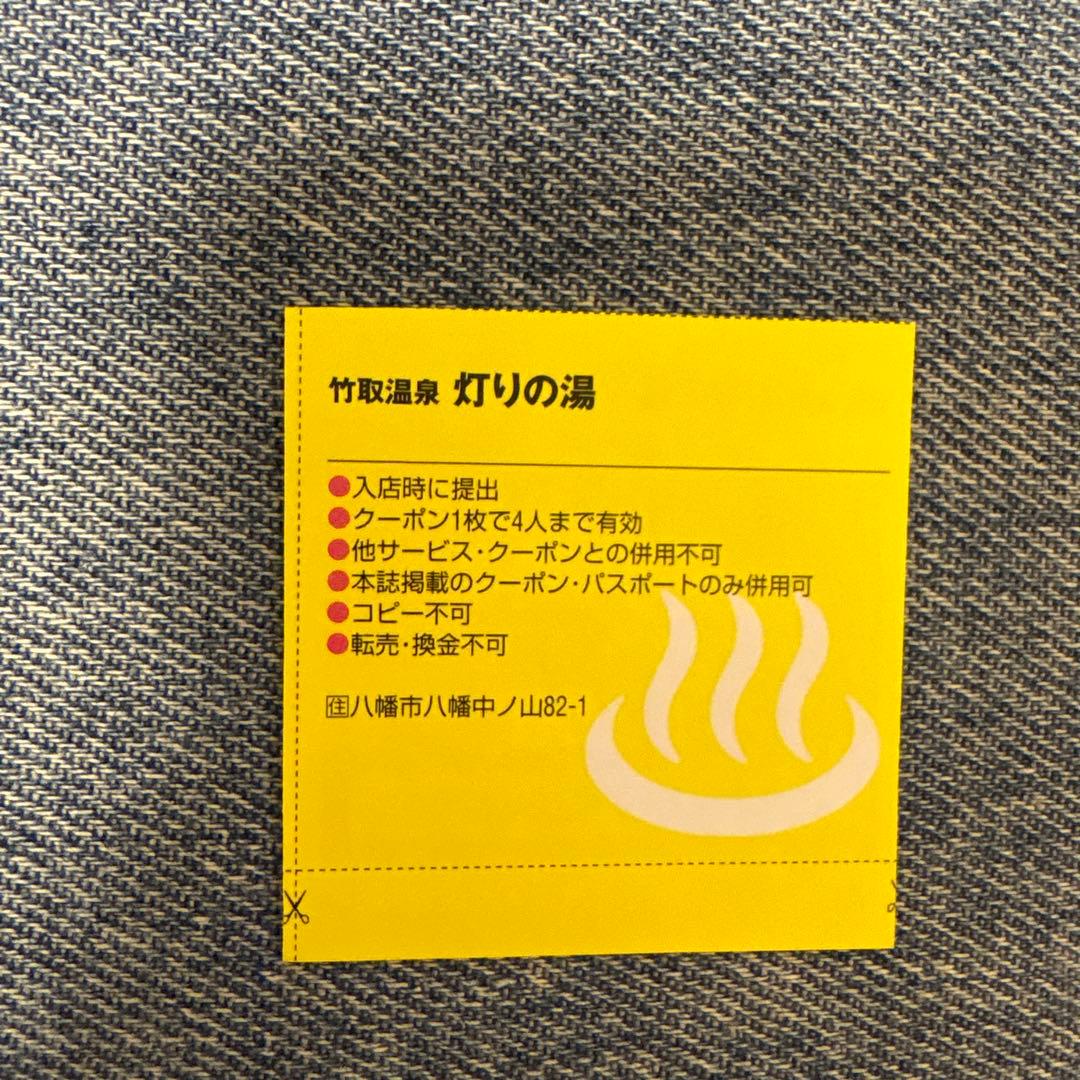 竹取温泉 灯りの湯
●入店時に提出
●クーポン1枚で4人まで有効
●他サービス・クーポンとの併用不可
●本誌掲載のクーポン・パスポートのみ併用可
●コピー不可
●転売・換金不可
住八幡市八幡中ノ山82-1